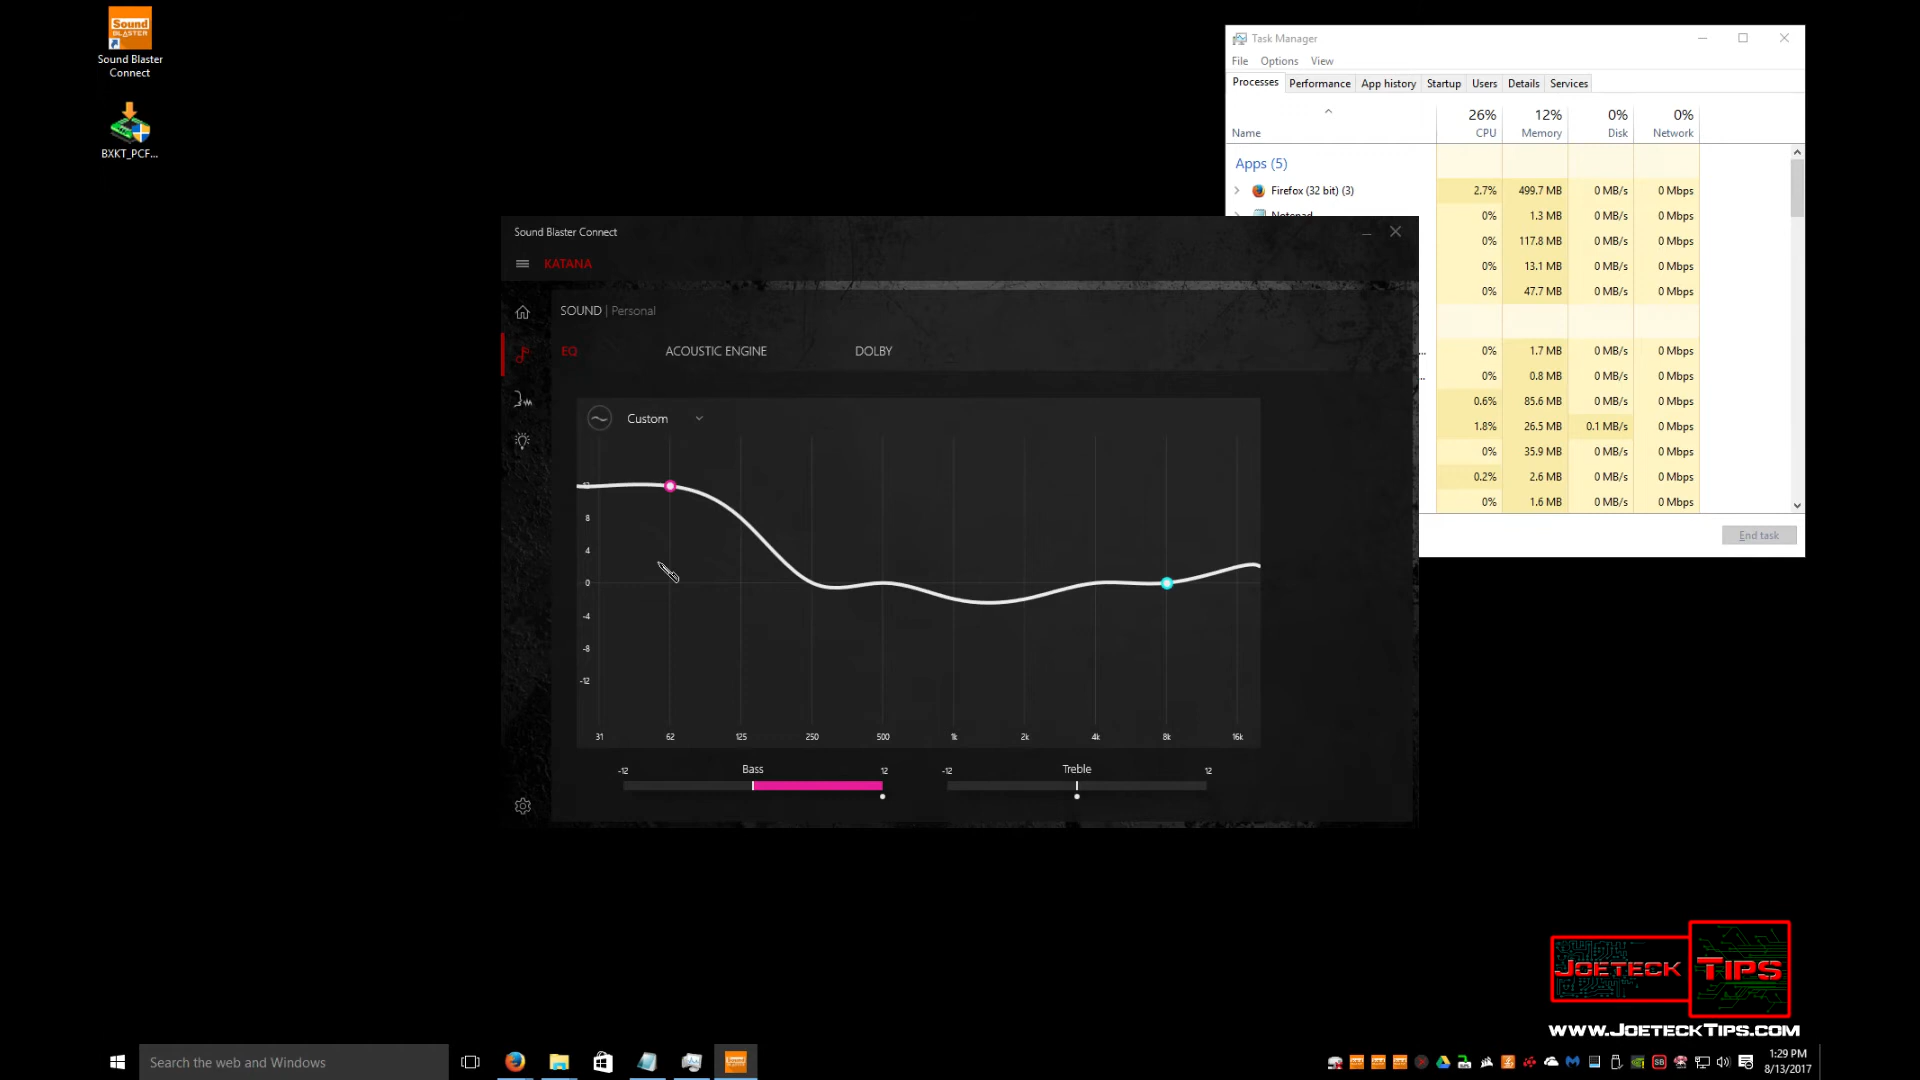 Sound BLASTER
Sound Blaster
Connect
BXKT_PCF...
Task Manager
File Options View
Processes Performance App history Startup Users Details Services
26% 12% 0% 0%
Name CPU Memory Disk Network
Apps (5)
Firefox (32 bit) (3) 2.7% 499.7 MB 0 MB/s 0 Mbps
Notepad 0% 1.3 MB 0 MB/s 0 Mbps
0% 117.8 MB 0 MB/s 0 Mbps
0% 13.1 MB 0 MB/s 0 Mbps
0% 47.7 MB 0 MB/s 0 Mbps
... 0% 1.7 MB 0 MB/s 0 Mbps
... 0% 0.8 MB 0 MB/s 0 Mbps
0.6% 85.6 MB 0 MB/s 0 Mbps
1.8% 26.5 MB 0.1 MB/s 0 Mbps
0% 35.9 MB 0 MB/s 0 Mbps
0.2% 2.6 MB 0 MB/s 0 Mbps
0% 1.6 MB 0 MB/s 0 Mbps
End task
Sound Blaster Connect
KATANA
SOUND | Personal
EQ ACOUSTIC ENGINE DOLBY
Custom
8
4
0
-4
-8
-12
31 62 125 250 500 1k 2k 4k 8k 16k
-12 Bass 12 -12 Treble 12
JOETECK TIPS
WWW.JOETECKTIPS.COM
Search the web and Windows
1:29 PM
8/13/2017